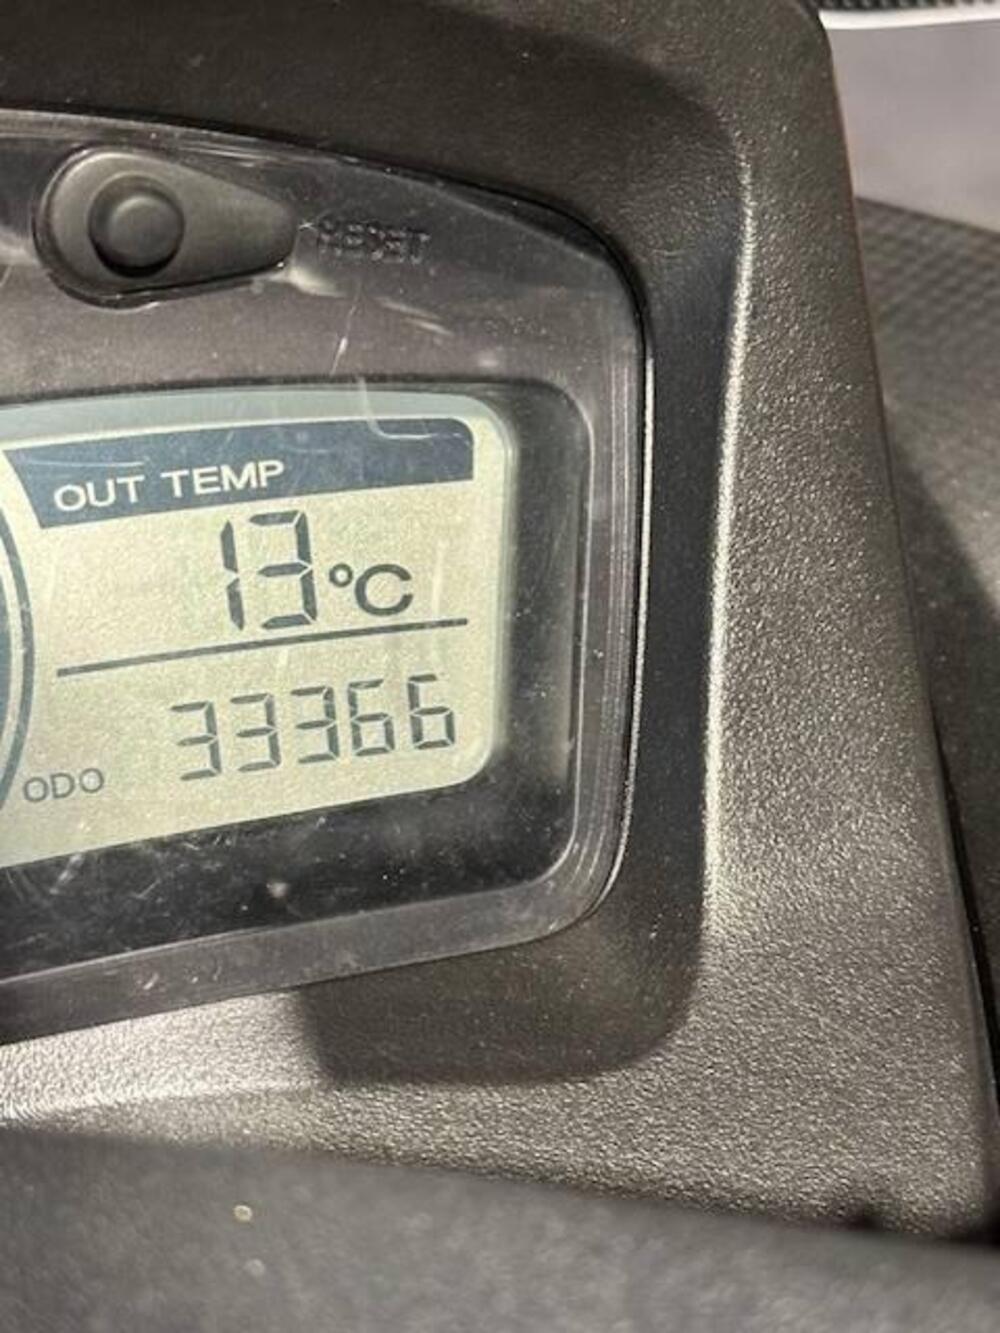 RESET
OUT TEMP
13°C
33366
ODO